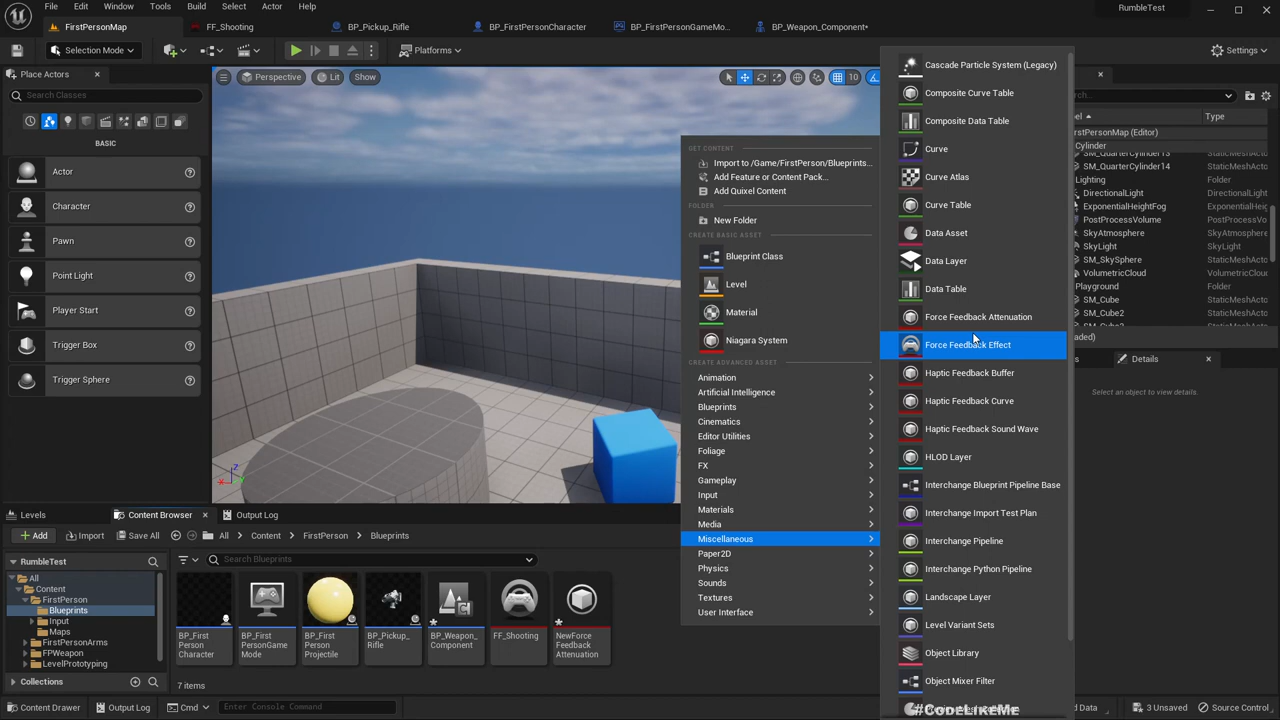 File Edit Window Tools Build Select Actor Help
RumbleTest
FirstPersonMap FF_Shooting BP_Pickup_Rifle BP_FirstPersonCharacter BP_FirstPersonGameMo... BP_Weapon_Component*
Selection Mode Platforms Settings
Place Actors
Search Classes
BASIC
Actor
Character
Pawn
Point Light
Player Start
Trigger Box
Trigger Sphere
Perspective Lit Show 10
GET CONTENT
Import to /Game/FirstPerson/Blueprints...
Add Feature or Content Pack...
Add Quixel Content
FOLDER
New Folder
CREATE BASIC ASSET
Blueprint Class
Level
Material
Niagara System
CREATE ADVANCED ASSET
Animation
Artificial Intelligence
Blueprints
Cinematics
Editor Utilities
Foliage
FX
Gameplay
Input
Materials
Media
Miscellaneous
Paper2D
Physics
Sounds
Textures
User Interface
Cascade Particle System (Legacy)
Composite Curve Table
Composite Data Table
Curve
Curve Atlas
Curve Table
Data Asset
Data Layer
Data Table
Force Feedback Attenuation
Force Feedback Effect
Haptic Feedback Buffer
Haptic Feedback Curve
Haptic Feedback Sound Wave
HLOD Layer
Interchange Blueprint Pipeline Base
Interchange Import Test Plan
Interchange Pipeline
Interchange Python Pipeline
Landscape Layer
Level Variant Sets
Object Library
Object Mixer Filter
#CODELIKEME
rch...
el Type
rstPersonMap (Editor)
Cylinder
SM_QuarterCylinder13 StaticMeshActo
SM_QuarterCylinder14 StaticMeshActo
Lighting Folder
DirectionalLight DirectionalLight
ExponentialHeightFog ExponentialHei
PostProcessVolume PostProcessVo
SkyAtmosphere SkyAtmosphere
SkyLight SkyLight
SM_SkySphere StaticMeshActo
VolumetricCloud VolumetricCloud
Playground Folder
SM_Cube StaticMeshActo
SM_Cube2 StaticMeshActo
aded)
Details
Select an object to view details.
Levels Content Browser Output Log
Add Import Save All All Content FirstPerson Blueprints
RumbleTest
Search Blueprints
All
Content
FirstPerson
Blueprints
Input
Maps
FirstPersonArms
FPWeapon
LevelPrototyping
Collections
BP_First PersonCharacter
BP_First PersonGame Mode
BP_First PersonProjectile
BP_Pickup_ Rifle
BP_Weapon_ Component
FF_Shooting
NewForce Feedback Attenuation
7 items
Content Drawer Output Log Cmd Enter Console Command
3 Unsaved Source Control